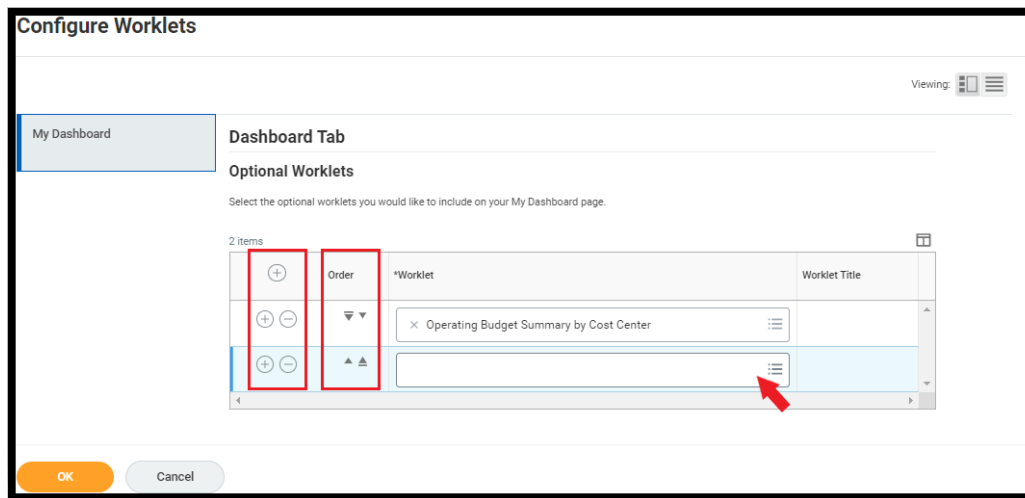 Configure Worklets
Viewing:
My Dashboard
Dashboard Tab
Optional Worklets
Select the optional worklets you would like to include on your My Dashboard page.
2 items
Order
*Worklet
Worklet Title
× Operating Budget Summary by Cost Center
OK
Cancel